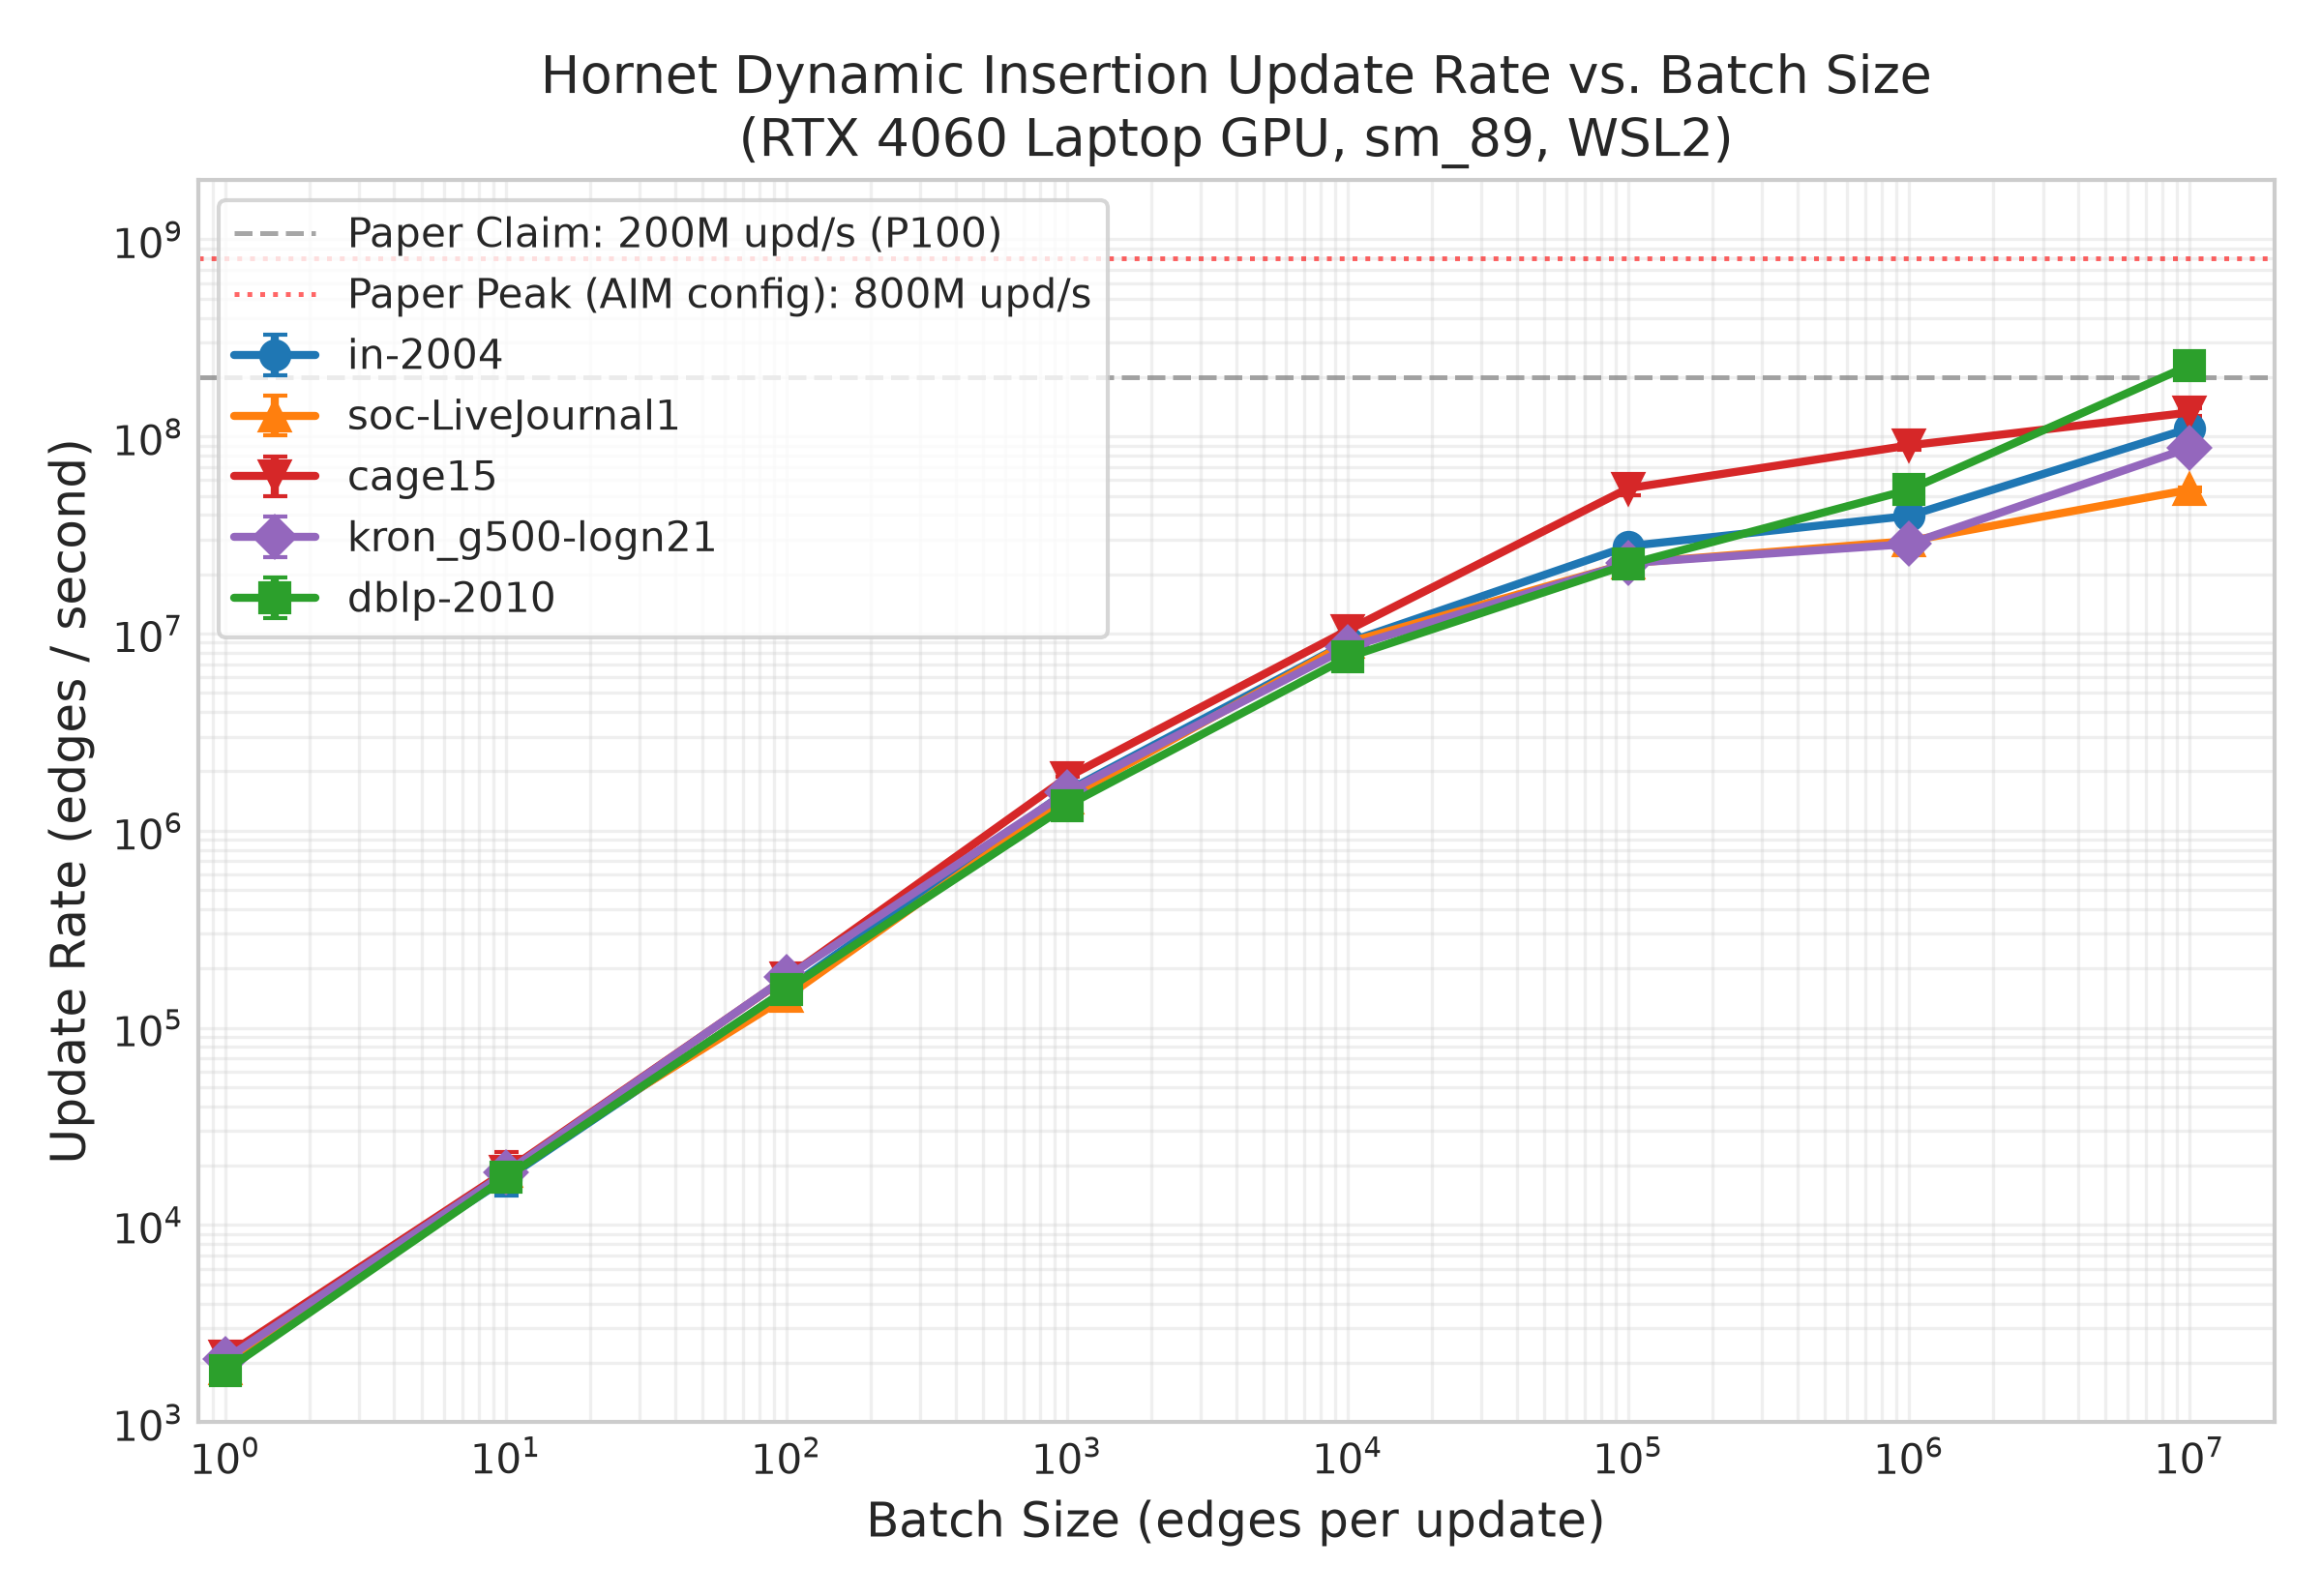 Hornet Dynamic Insertion Update Rate vs. Batch Size
(RTX 4060 Laptop GPU, sm_89, WSL2)
Paper Claim: 200M upd/s (P100)
Paper Peak (AIM config): 800M upd/s
in-2004
soc-LiveJournal1
cage15
kron_g500-logn21
dblp-2010
Update Rate (edges / second)
10⁹
10⁸
10⁷
10⁶
10⁵
10⁴
10³
10⁰ 10¹ 10² 10³ 10⁴ 10⁵ 10⁶ 10⁷
Batch Size (edges per update)